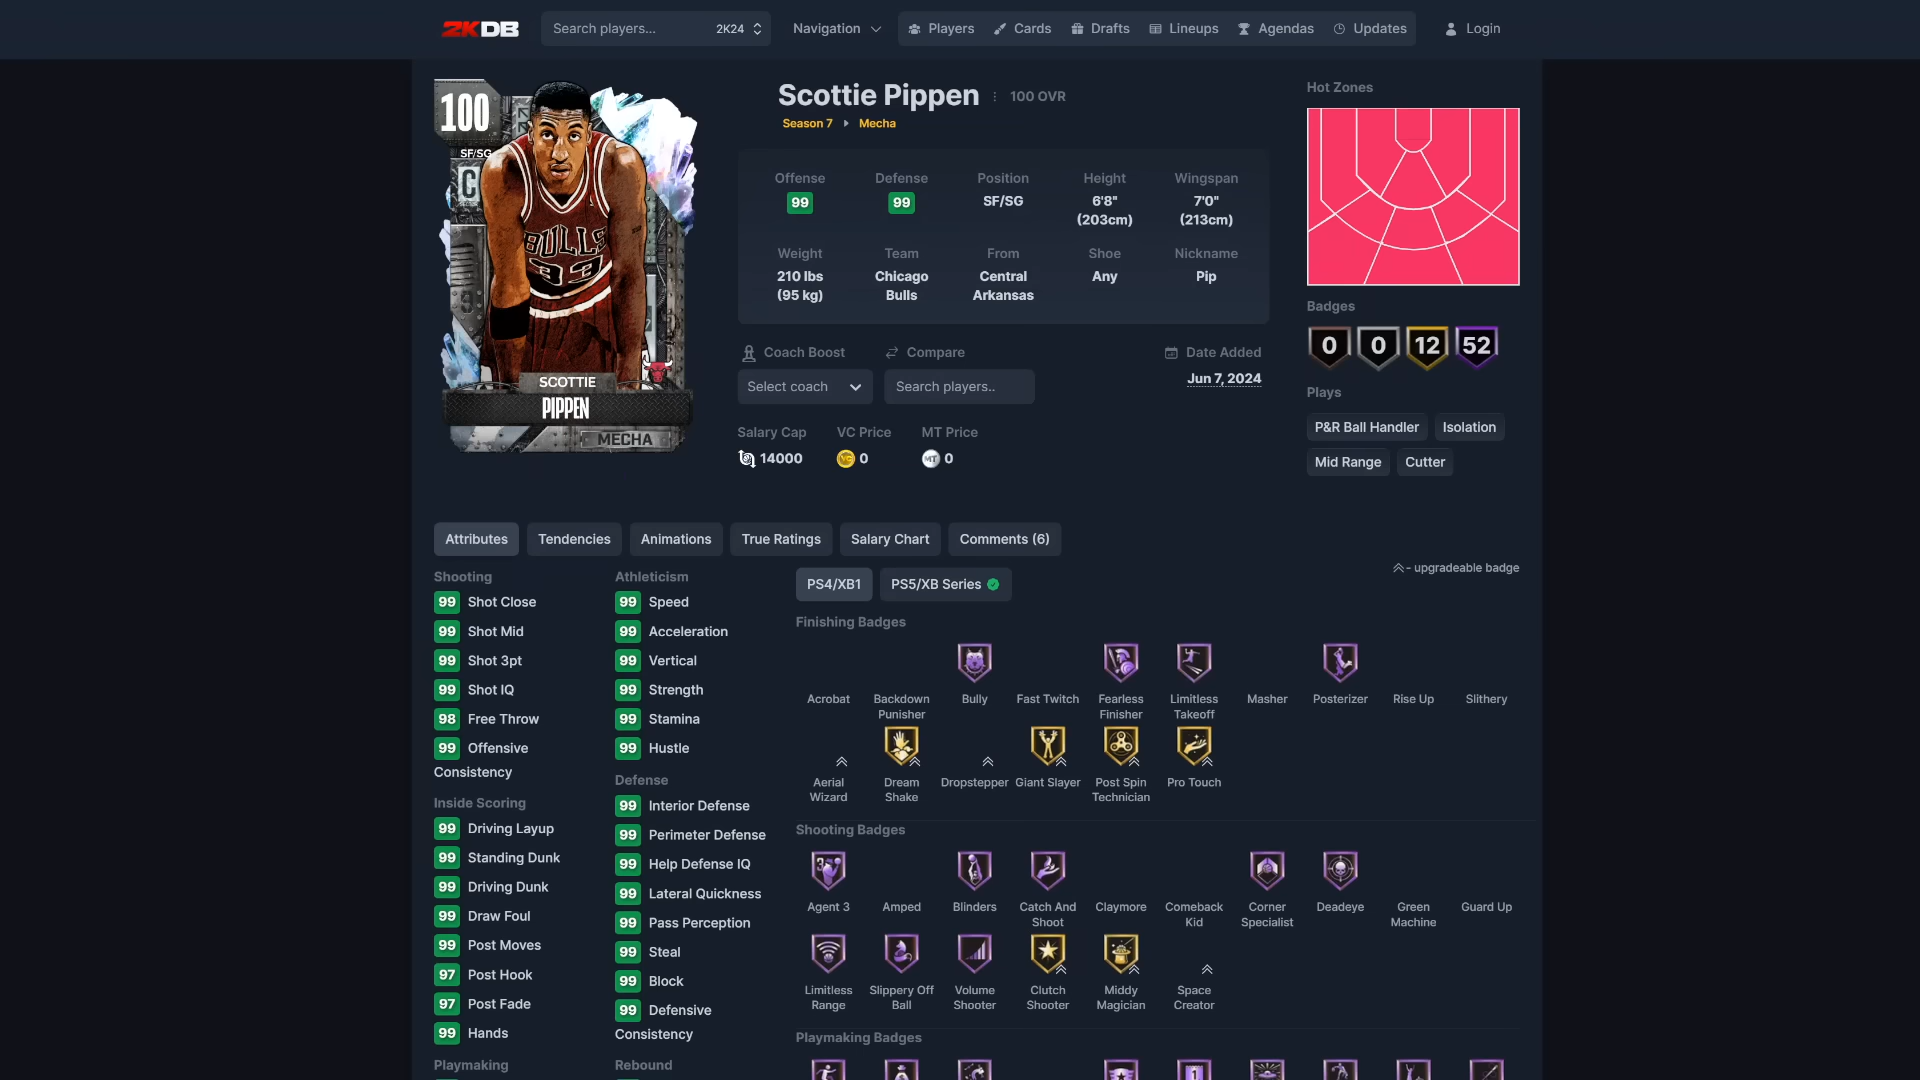 2KDB
Search players...
2K24
Navigation
Players
Cards
Drafts
Lineups
Agendas
Updates
Login
100
SF/SG
C
BULLS
33
SCOTTIE
PIPPEN
MECHA
Scottie Pippen
100 OVR
Season 7
Mecha
Offense
99
Defense
99
Position
SF/SG
Height
6'8"
(203cm)
Wingspan
7'0"
(213cm)
Weight
210 lbs
(95 kg)
Team
Chicago
Bulls
From
Central
Arkansas
Shoe
Any
Nickname
Pip
Coach Boost
Select coach
Compare
Search players..
Date Added
Jun 7, 2024
Salary Cap
14000
VC Price
VC
0
MT Price
MT
0
Hot Zones
Badges
0
0
12
52
Plays
P&R Ball Handler
Isolation
Mid Range
Cutter
Attributes
Tendencies
Animations
True Ratings
Salary Chart
Comments (6)
Shooting
99 Shot Close
99 Shot Mid
99 Shot 3pt
99 Shot IQ
98 Free Throw
99 Offensive
Consistency
Inside Scoring
99 Driving Layup
99 Standing Dunk
99 Driving Dunk
99 Draw Foul
99 Post Moves
97 Post Hook
97 Post Fade
99 Hands
Playmaking
Athleticism
99 Speed
99 Acceleration
99 Vertical
99 Strength
99 Stamina
99 Hustle
Defense
99 Interior Defense
99 Perimeter Defense
99 Help Defense IQ
99 Lateral Quickness
99 Pass Perception
99 Steal
99 Block
99 Defensive
Consistency
Rebound
PS4/XB1
PS5/XB Series
- upgradeable badge
Finishing Badges
Acrobat
Backdown
Punisher
Bully
Fast Twitch
Fearless
Finisher
Limitless
Takeoff
Masher
Posterizer
Rise Up
Slithery
Aerial
Wizard
Dream
Shake
Dropstepper
Giant Slayer
Post Spin
Technician
Pro Touch
Shooting Badges
Agent 3
Amped
Blinders
Catch And
Shoot
Claymore
Comeback
Kid
Corner
Specialist
Deadeye
Green
Machine
Guard Up
Limitless
Range
Slippery Off
Ball
Volume
Shooter
Clutch
Shooter
Middy
Magician
Space
Creator
Playmaking Badges